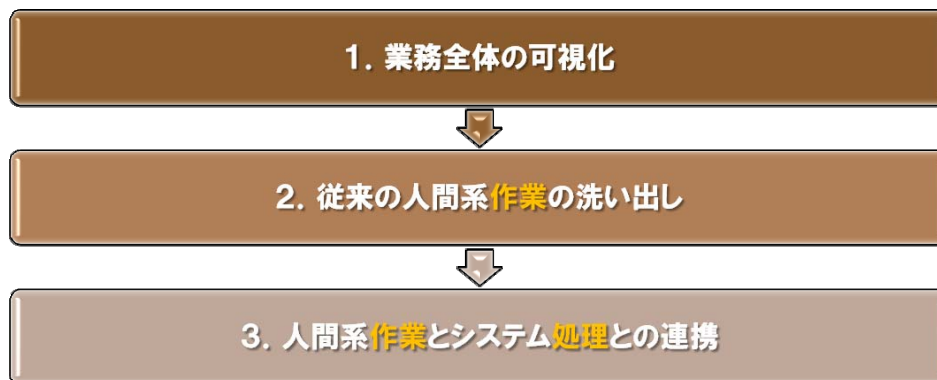 １．業務全体の可視化
２．従来の人間系作業の洗い出し
３．人間系作業とシステム処理との連携